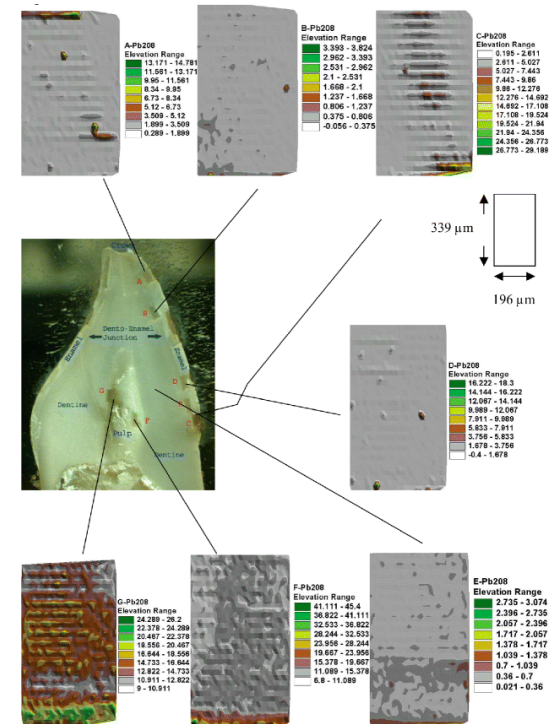 A-Pb208
Elevation Range
13.171 - 14.781
11.561 - 13.171
9.95 - 11.561
8.34 - 9.95
6.73 - 8.34
5.12 - 6.73
3.509 - 5.12
1.899 - 3.509
0.289 - 1.899
B-Pb208
Elevation Range
3.393 - 3.824
2.962 - 3.393
2.531 - 2.962
2.1 - 2.531
1.668 - 2.1
1.237 - 1.668
0.806 - 1.237
0.375 - 0.806
-0.056 - 0.375
C-Pb208
Elevation Range
0.195 - 2.611
2.611 - 5.027
5.027 - 7.443
7.443 - 9.86
9.86 - 12.276
12.276 - 14.692
14.692 - 17.108
17.108 - 19.524
19.524 - 21.94
21.94 - 24.356
24.356 - 26.773
26.773 - 29.189
339 µm
196 µm
Crown
A
B
Dento-Enamel
Junction
Enamel
Enamel
D
G
E
Dentine
F
C
Pulp
Dentine
D-Pb208
Elevation Range
16.222 - 18.3
14.144 - 16.222
12.067 - 14.144
9.989 - 12.067
7.911 - 9.989
5.833 - 7.911
3.756 - 5.833
1.678 - 3.756
-0.4 - 1.678
G-Pb208
Elevation Range
24.289 - 26.2
22.378 - 24.289
20.467 - 22.378
18.556 - 20.467
16.644 - 18.556
14.733 - 16.644
12.822 - 14.733
10.911 - 12.822
9 - 10.911
F-Pb208
Elevation Range
41.111 - 45.4
36.822 - 41.111
32.533 - 36.822
28.244 - 32.533
23.956 - 28.244
19.667 - 23.956
15.378 - 19.667
11.089 - 15.378
6.8 - 11.089
E-Pb208
Elevation Range
2.735 - 3.074
2.396 - 2.735
2.057 - 2.396
1.717 - 2.057
1.378 - 1.717
1.039 - 1.378
0.7 - 1.039
0.36 - 0.7
0.021 - 0.36